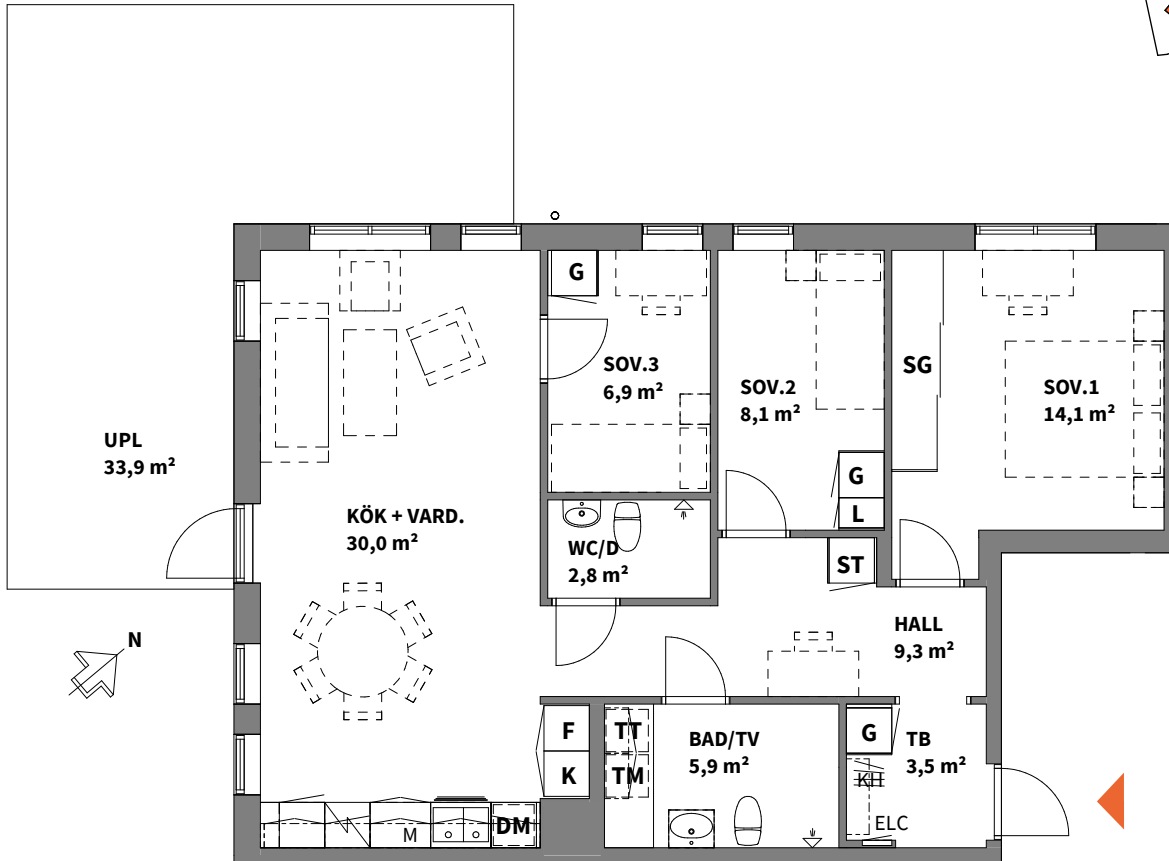 G
SOV.3
6,9 m²
SOV.2
8,1 m²
SG
SOV.1
14,1 m²
UPL
33,9 m²
G
L
KÖK + VARD.
30,0 m²
WC/D
2,8 m²
ST
N
HALL
9,3 m²
F
K
TT
TM
BAD/TV
5,9 m²
G
TB
3,5 m²
KH
ELC
M
DM